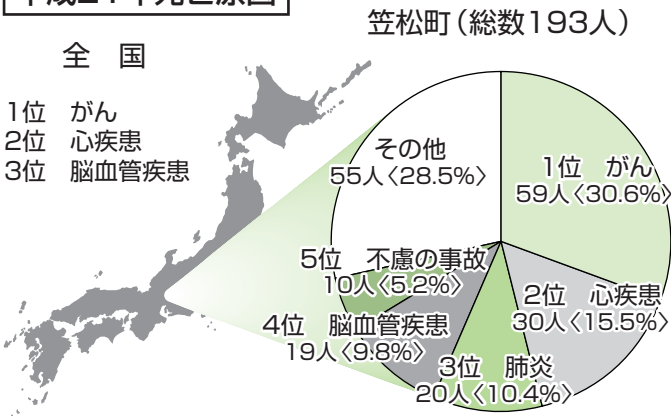 笠松町（総数193人）
全　国
1位　がん
2位　心疾患
3位　脳血管疾患
その他
55人〈28.5%〉
1位　がん
59人〈30.6%〉
5位　不慮の事故
10人〈5.2%〉
2位　心疾患
30人〈15.5%〉
4位　脳血管疾患
19人〈9.8%〉
3位　肺炎
20人〈10.4%〉